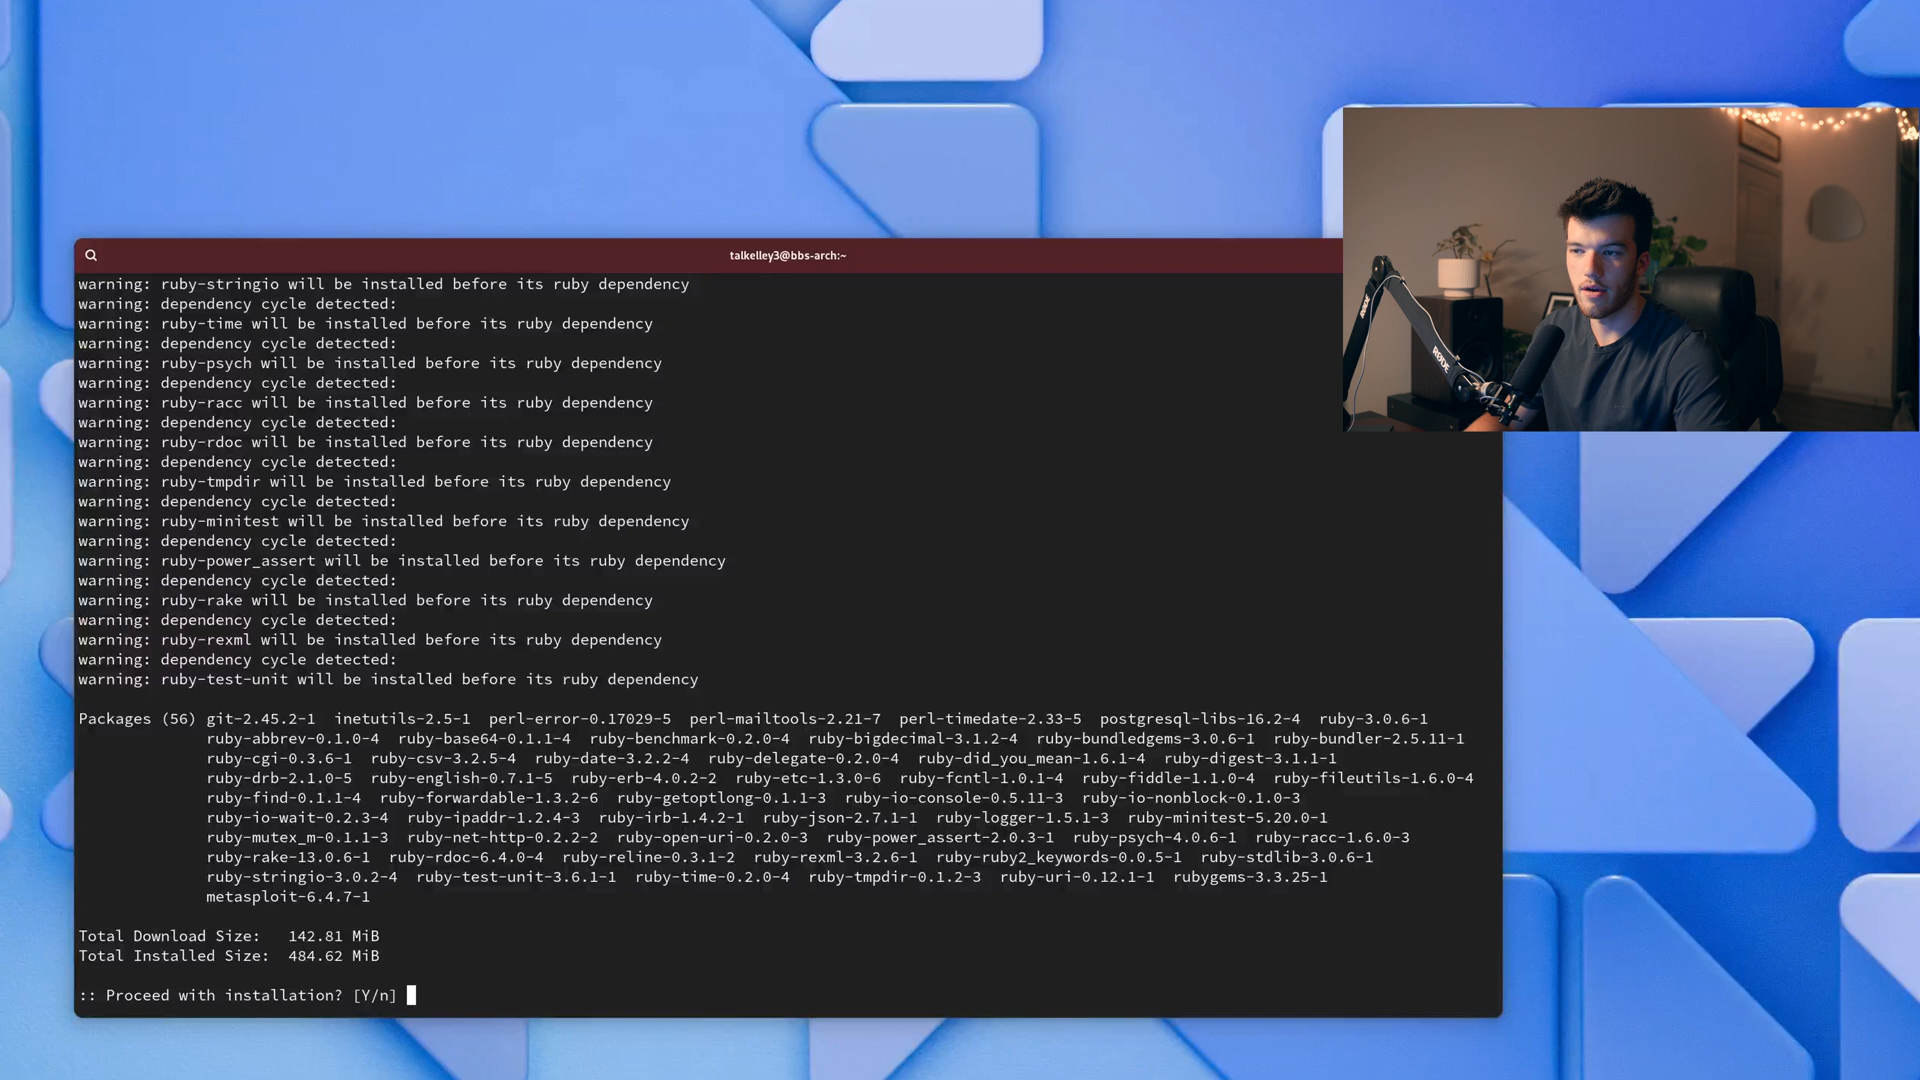 talkelley3@bbs-arch:~
warning: ruby-stringio will be installed before its ruby dependency
warning: dependency cycle detected:
warning: ruby-time will be installed before its ruby dependency
warning: dependency cycle detected:
warning: ruby-psych will be installed before its ruby dependency
warning: dependency cycle detected:
warning: ruby-racc will be installed before its ruby dependency
warning: dependency cycle detected:
warning: ruby-rdoc will be installed before its ruby dependency
warning: dependency cycle detected:
warning: ruby-tmpdir will be installed before its ruby dependency
warning: dependency cycle detected:
warning: ruby-minitest will be installed before its ruby dependency
warning: dependency cycle detected:
warning: ruby-power_assert will be installed before its ruby dependency
warning: dependency cycle detected:
warning: ruby-rake will be installed before its ruby dependency
warning: dependency cycle detected:
warning: ruby-rexml will be installed before its ruby dependency
warning: dependency cycle detected:
warning: ruby-test-unit will be installed before its ruby dependency
Packages (56) git-2.45.2-1 inetutils-2.5-1 perl-error-0.17029-5 perl-mailtools-2.21-7 perl-timedate-2.33-5 postgresql-libs-16.2-4 ruby-3.0.6-1
ruby-abbrev-0.1.0-4 ruby-base64-0.1.1-4 ruby-benchmark-0.2.0-4 ruby-bigdecimal-3.1.2-4 ruby-bundledgems-3.0.6-1 ruby-bundler-2.5.11-1
ruby-cgi-0.3.6-1 ruby-csv-3.2.5-4 ruby-date-3.2.2-4 ruby-delegate-0.2.0-4 ruby-did_you_mean-1.6.1-4 ruby-digest-3.1.1-1
ruby-drb-2.1.0-5 ruby-english-0.7.1-5 ruby-erb-4.0.2-2 ruby-etc-1.3.0-6 ruby-fcntl-1.0.1-4 ruby-fiddle-1.1.0-4 ruby-fileutils-1.6.0-4
ruby-find-0.1.1-4 ruby-forwardable-1.3.2-6 ruby-getoptlong-0.1.1-3 ruby-io-console-0.5.11-3 ruby-io-nonblock-0.1.0-3
ruby-io-wait-0.2.3-4 ruby-ipaddr-1.2.4-3 ruby-irb-1.4.2-1 ruby-json-2.7.1-1 ruby-logger-1.5.1-3 ruby-minitest-5.20.0-1
ruby-mutex_m-0.1.1-3 ruby-net-http-0.2.2-2 ruby-open-uri-0.2.0-3 ruby-power_assert-2.0.3-1 ruby-psych-4.0.6-1 ruby-racc-1.6.0-3
ruby-rake-13.0.6-1 ruby-rdoc-6.4.0-4 ruby-reline-0.3.1-2 ruby-rexml-3.2.6-1 ruby-ruby2_keywords-0.0.5-1 ruby-stdlib-3.0.6-1
ruby-stringio-3.0.2-4 ruby-test-unit-3.6.1-1 ruby-time-0.2.0-4 ruby-tmpdir-0.1.2-3 ruby-uri-0.12.1-1 rubygems-3.3.25-1
metasploit-6.4.7-1
Total Download Size: 142.81 MiB
Total Installed Size: 484.62 MiB
:: Proceed with installation? [Y/n]
RØDE
RØDE